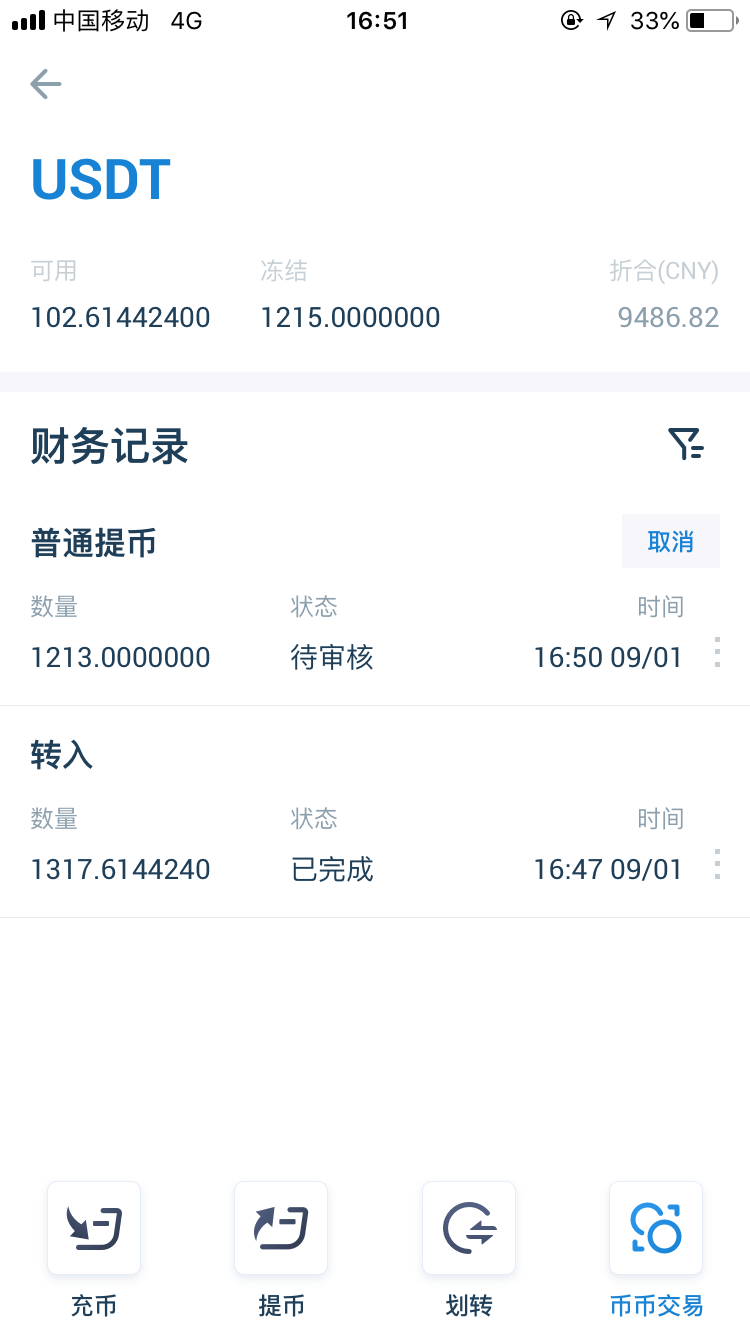 中国移动 4G 16:51 33%
USDT
可用 冻结 折合(CNY)
102.61442400 1215.0000000 9486.82
财务记录
普通提币 取消
数量 状态 时间
1213.0000000 待审核 16:50 09/01
转入
数量 状态 时间
1317.6144240 已完成 16:47 09/01
充币 提币 划转 币币交易